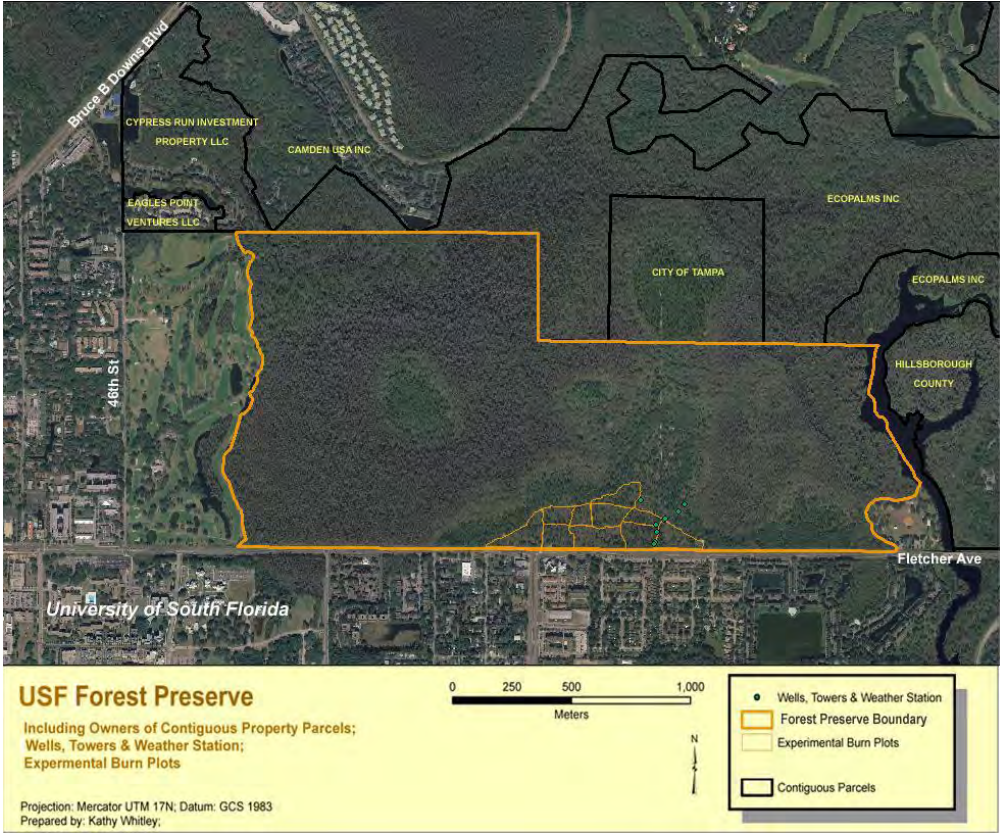 Bruce B Downs Blvd
CYPRESS RUN INVESTMENT
PROPERTY LLC
CAMDEN USA INC
EAGLES POINT
VENTURES LLC
ECOPALMS INC
CITY OF TAMPA
ECOPALMS INC
HILLSBOROUGH
COUNTY
46th St
Fletcher Ave
University of South Florida
USF Forest Preserve
Including Owners of Contiguous Property Parcels;
Wells, Towers & Weather Station;
Expermental Burn Plots
Projection: Mercator UTM 17N; Datum: GCS 1983
Prepared by: Kathy Whitley;
0 250 500 1,000
Meters
N
Wells, Towers & Weather Station
Forest Preserve Boundary
Experimental Burn Plots
Contiguous Parcels